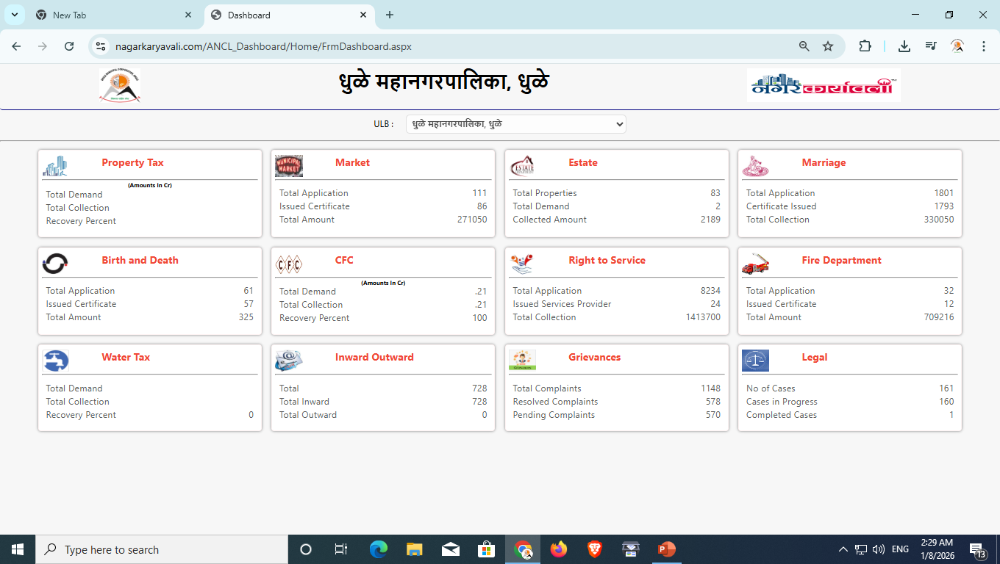 New Tab
Dashboard
nagarkaryavali.com/ANCL_Dashboard/Home/FrmDashboard.aspx
धुळे महानगरपालिका, धुळे
नगर कार्यावली
ULB :
धुळे महानगरपालिका, धुळे
Property Tax
(Amounts In Cr)
Total Demand
Total Collection
Recovery Percent
MUNICIPAL MARKET
Market
Total Application 111
Issued Certificate 86
Total Amount 271050
ESTATE
Estate
Total Properties 83
Total Demand 2
Collected Amount 2189
Marriage
Total Application 1801
Certificate Issued 1793
Total Collection 330050
Birth and Death
Total Application 61
Issued Certificate 57
Total Amount 325
CFC
CFC
(Amounts In Cr)
Total Demand .21
Total Collection .21
Recovery Percent 100
Right to Service
Total Application 8234
Issued Services Provider 24
Total Collection 1413700
Fire Department
Total Application 32
Issued Certificate 12
Total Amount 709216
Water Tax
Total Demand
Total Collection
Recovery Percent 0
Inward Outward
Total 728
Total Inward 728
Total Outward 0
Grievances
Total Complaints 1148
Resolved Complaints 578
Pending Complaints 570
Legal
No of Cases 161
Cases in Progress 160
Completed Cases 1
Type here to search
ENG
2:29 AM
1/8/2026
13